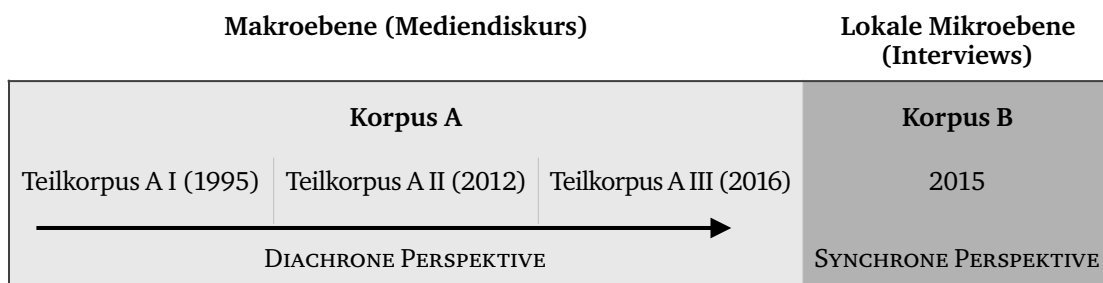 Makroebene (Mediendiskurs)
Lokale Mikroebene
(Interviews)
Korpus A
Korpus B
Teilkorpus A I (1995)
Teilkorpus A II (2012)
Teilkorpus A III (2016)
2015
DIACHRONE PERSPEKTIVE
SYNCHRONE PERSPEKTIVE